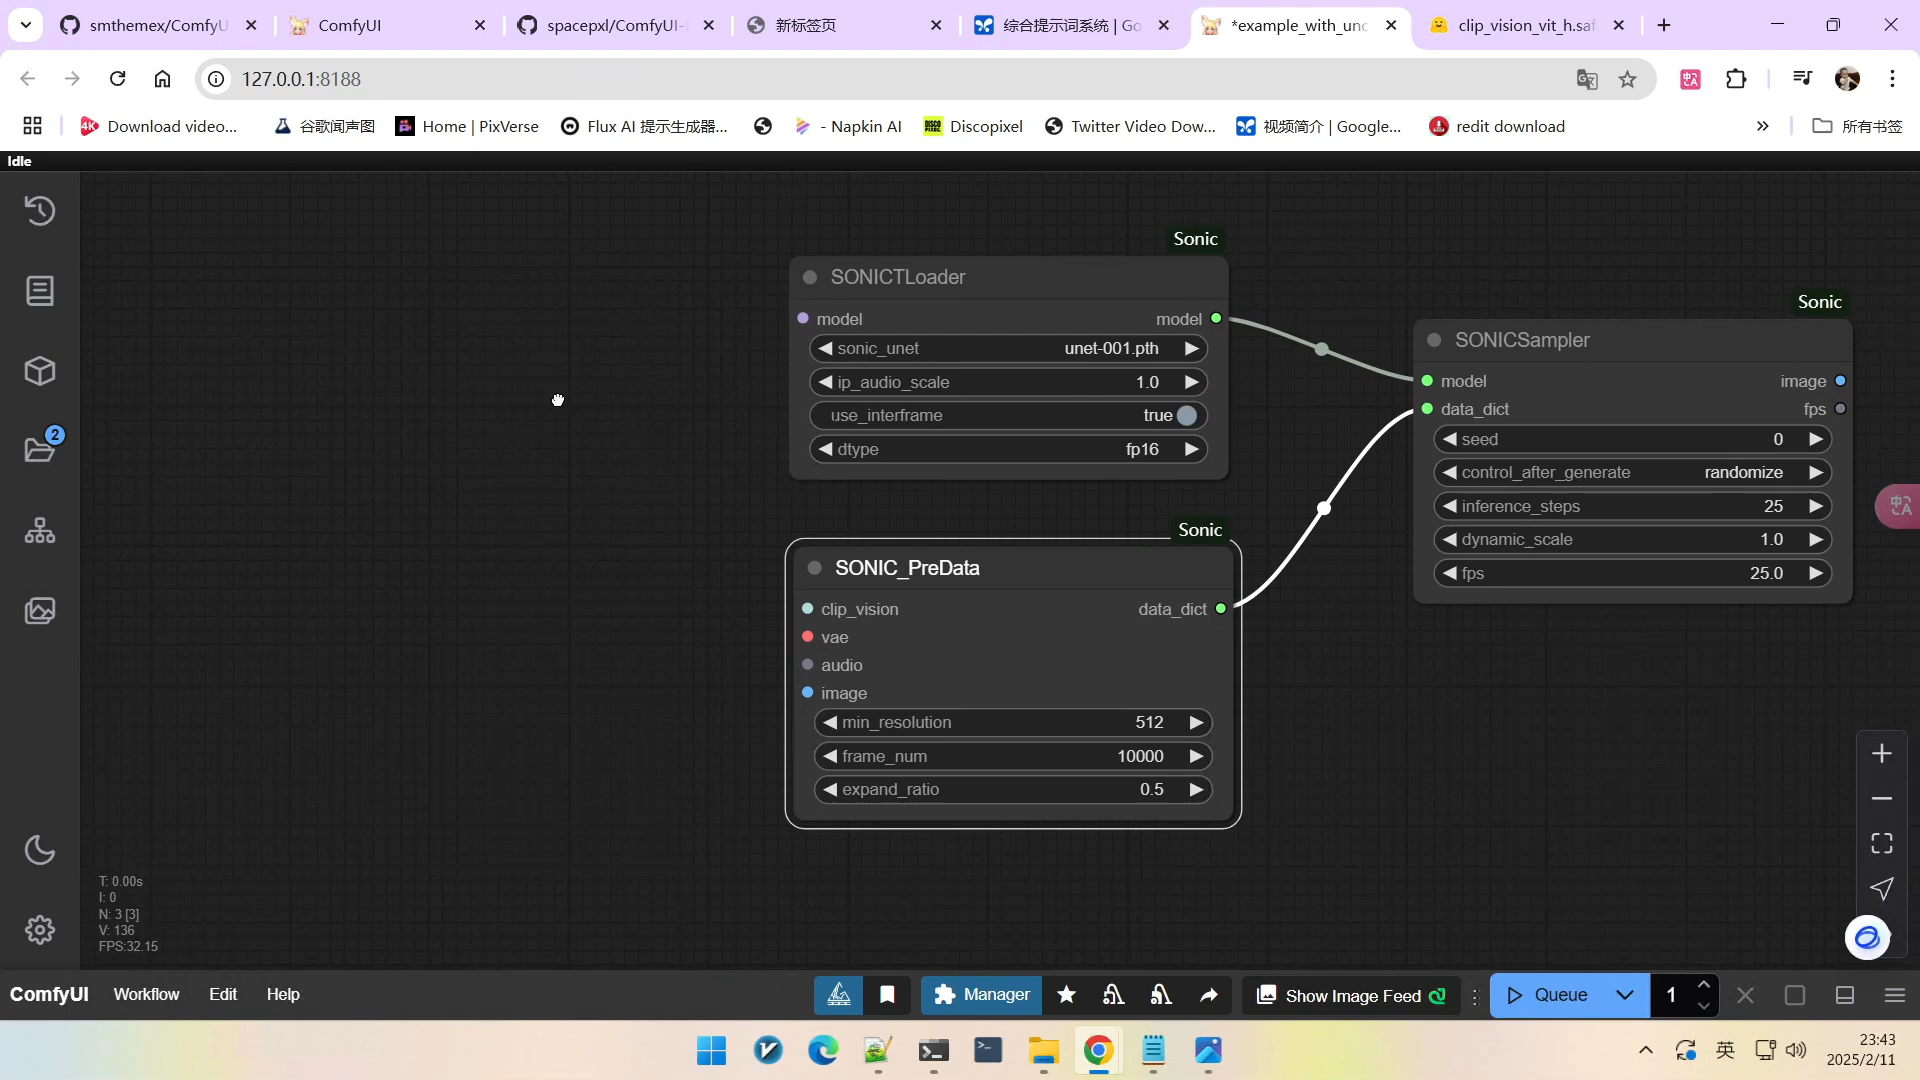 smthemex/ComfyU
ComfyUI
spacepxl/ComfyUI-
新标签页
综合提示词系统 | Go
*example_with_unc
clip_vision_vit_h.saf
127.0.0.1:8188
Download video...
谷歌闻声图
Home | PixVerse
Flux AI 提示生成器...
- Napkin AI
Discopixel
Twitter Video Dow...
视频简介 | Google...
redit download
所有书签
Idle
Sonic
SONICTLoader
model
model
sonic_unet
unet-001.pth
ip_audio_scale
1.0
use_interframe
true
dtype
fp16
Sonic
SONICSampler
model
image
data_dict
fps
seed
0
control_after_generate
randomize
inference_steps
25
dynamic_scale
1.0
fps
25.0
Sonic
SONIC_PreData
clip_vision
data_dict
vae
audio
image
min_resolution
512
frame_num
10000
expand_ratio
0.5
2
T: 0.00s
I: 0
N: 3 [3]
V: 136
FPS:32.15
ComfyUI
Workflow
Edit
Help
Manager
Show Image Feed
Queue
1
英
23:43
2025/2/11